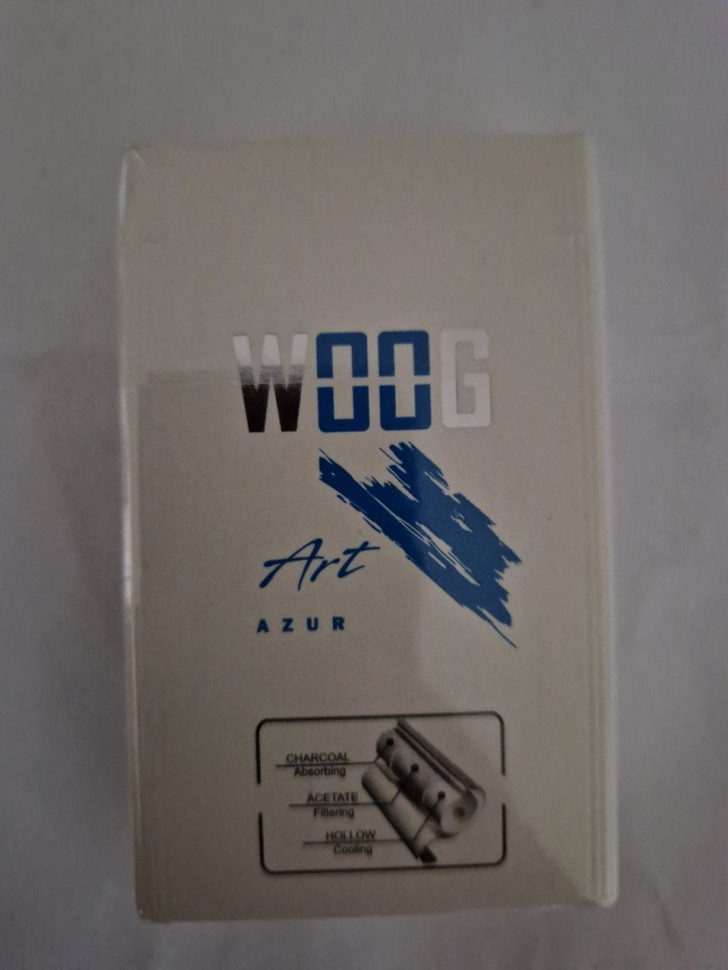 WOOG
Art
AZUR
CHARCOAL
Absorbing
ACETATE
Filtering
HOLLOW
Cooling